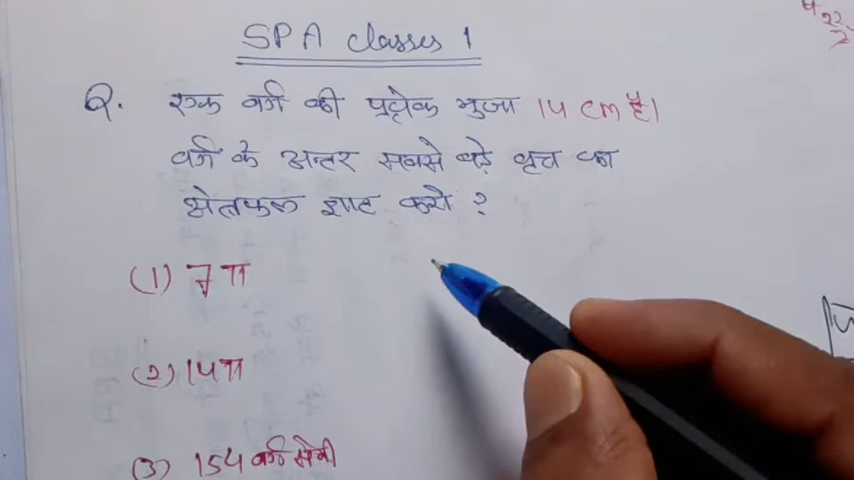 SPA classes 1
Q. एक वर्ग की प्रत्येक भुजा 14 cm है।
वर्ग के अन्दर सबसे बड़े वृत्त का
क्षेत्रफल ज्ञात करो ?
(1) 7π
(2) 14π
(3) 154 वर्ग सेमी
22